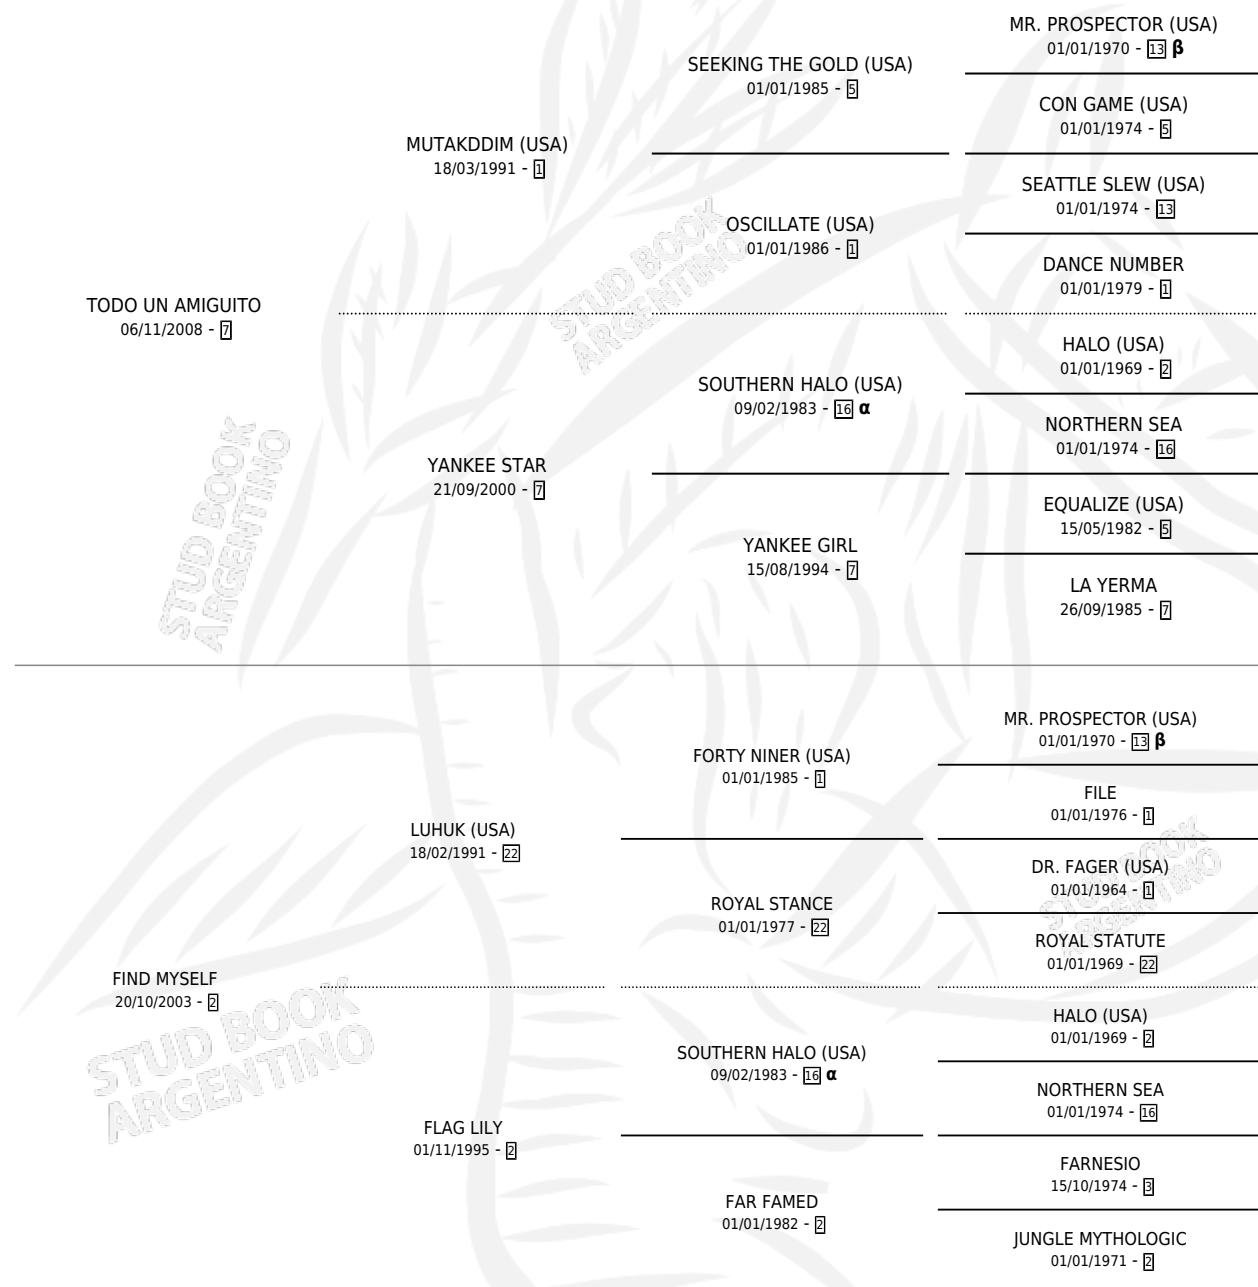 MR. PROSPECTOR (USA)
01/01/1970 - 13 β
SEEKING THE GOLD (USA)
01/01/1985 - 5
CON GAME (USA)
01/01/1974 - 5
MUTAKDDIM (USA)
18/03/1991 - 1
SEATTLE SLEW (USA)
01/01/1974 - 13
OSCILLATE (USA)
01/01/1986 - 1
DANCE NUMBER
01/01/1979 - 1
TODO UN AMIGUITO
06/11/2008 - 7
HALO (USA)
01/01/1969 - 2
SOUTHERN HALO (USA)
09/02/1983 - 16 α
NORTHERN SEA
01/01/1974 - 16
YANKEE STAR
21/09/2000 - 7
EQUALIZE (USA)
15/05/1982 - 5
YANKEE GIRL
15/08/1994 - 7
LA YERMA
26/09/1985 - 7
STUD BOOK
ARGENTINO
STUD BOOK
ARGENTINO
MR. PROSPECTOR (USA)
01/01/1970 - 13 β
FORTY NINER (USA)
01/01/1985 - 1
FILE
01/01/1976 - 1
LUHUK (USA)
18/02/1991 - 22
DR. FAGER (USA)
01/01/1964 - 1
ROYAL STANCE
01/01/1977 - 22
ROYAL STATUTE
01/01/1969 - 22
FIND MYSELF
20/10/2003 - 2
HALO (USA)
01/01/1969 - 2
SOUTHERN HALO (USA)
09/02/1983 - 16 α
NORTHERN SEA
01/01/1974 - 16
FLAG LILY
01/11/1995 - 2
FARNESIO
15/10/1974 - 3
FAR FAMED
01/01/1982 - 2
JUNGLE MYTHOLOGIC
01/01/1971 - 2
STUD BOOK
ARGENTINO
STUD BOOK
ARGENTINO